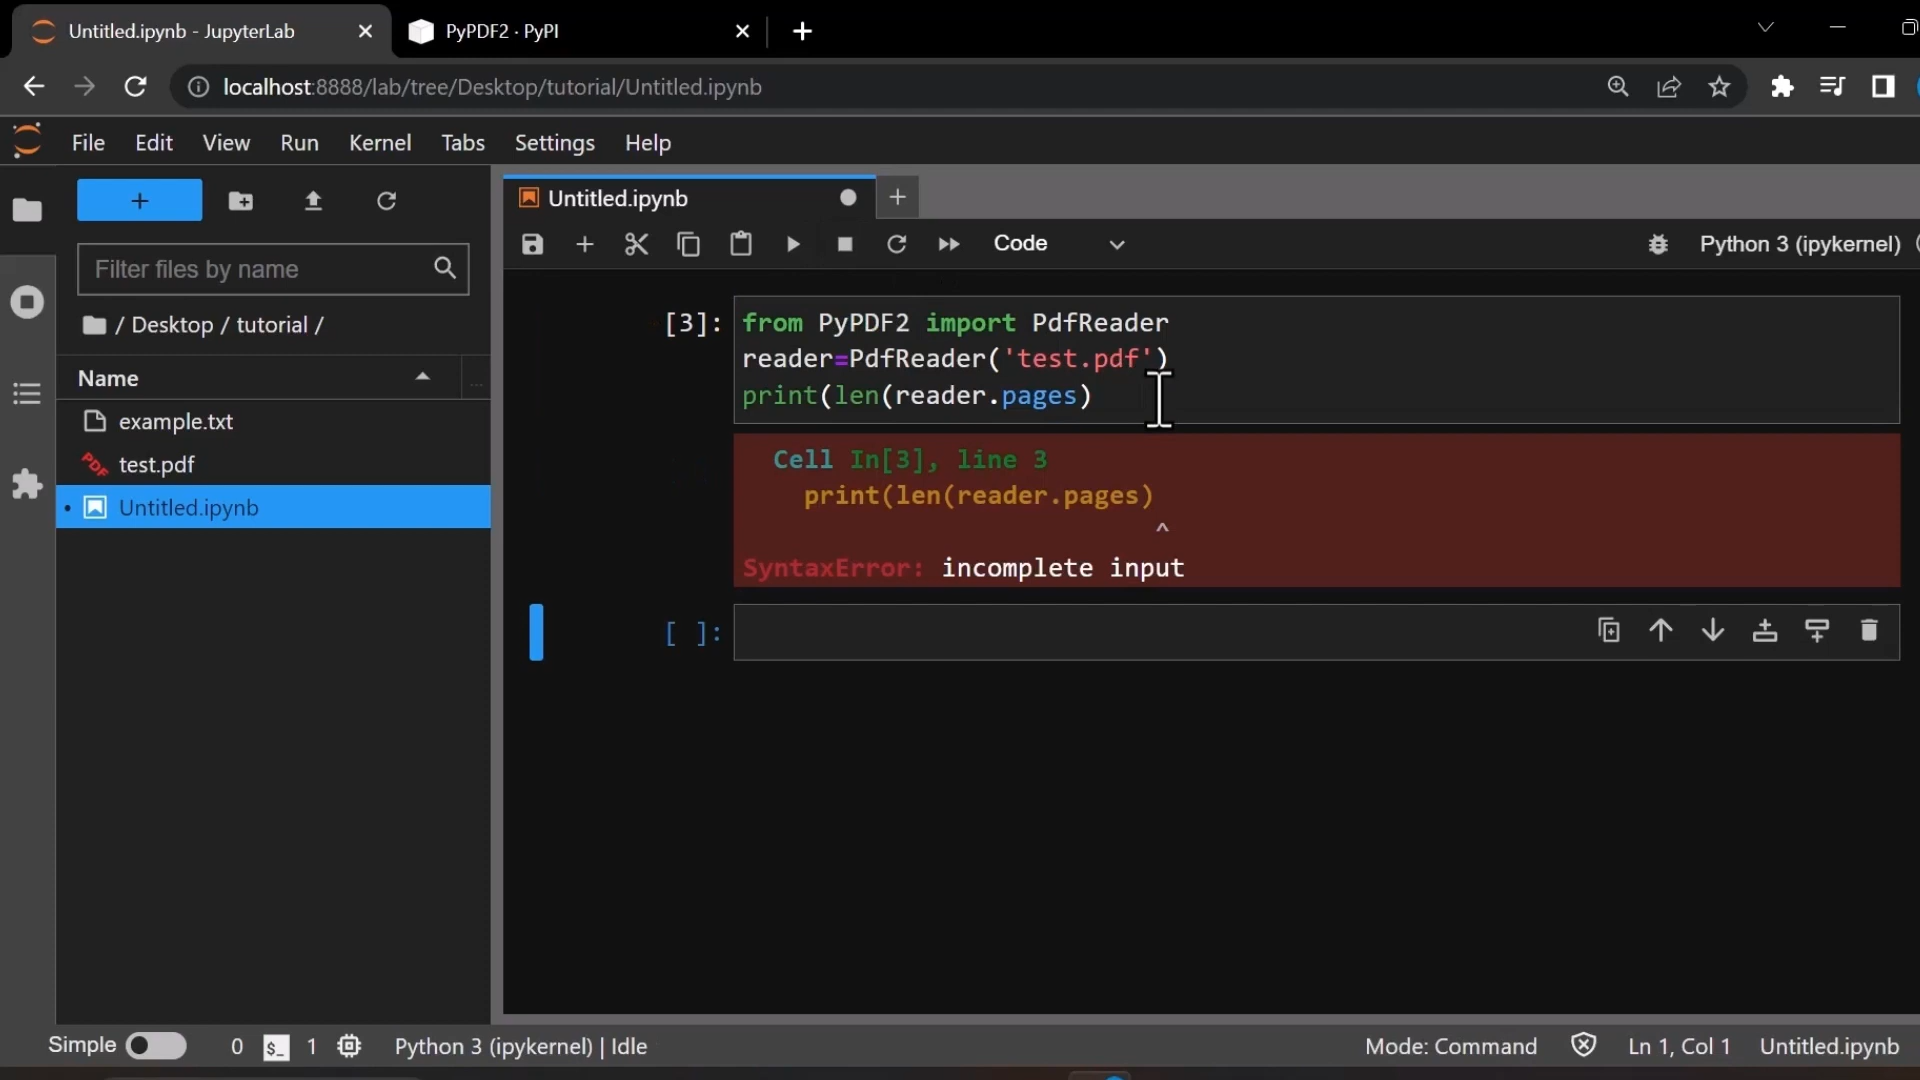 Untitled.ipynb - JupyterLab
PyPDF2 · PyPI
localhost:8888/lab/tree/Desktop/tutorial/Untitled.ipynb
File Edit View Run Kernel Tabs Settings Help
Filter files by name
/ Desktop / tutorial /
Name
example.txt
test.pdf
Untitled.ipynb
Untitled.ipynb
Code
Python 3 (ipykernel)
[3]: from PyPDF2 import PdfReader
reader=PdfReader('test.pdf')
print(len(reader.pages)
Cell In[3], line 3
print(len(reader.pages)
^
SyntaxError: incomplete input
[ ]:
Simple 0 $_ 1 Python 3 (ipykernel) | Idle Mode: Command Ln 1, Col 1 Untitled.ipynb